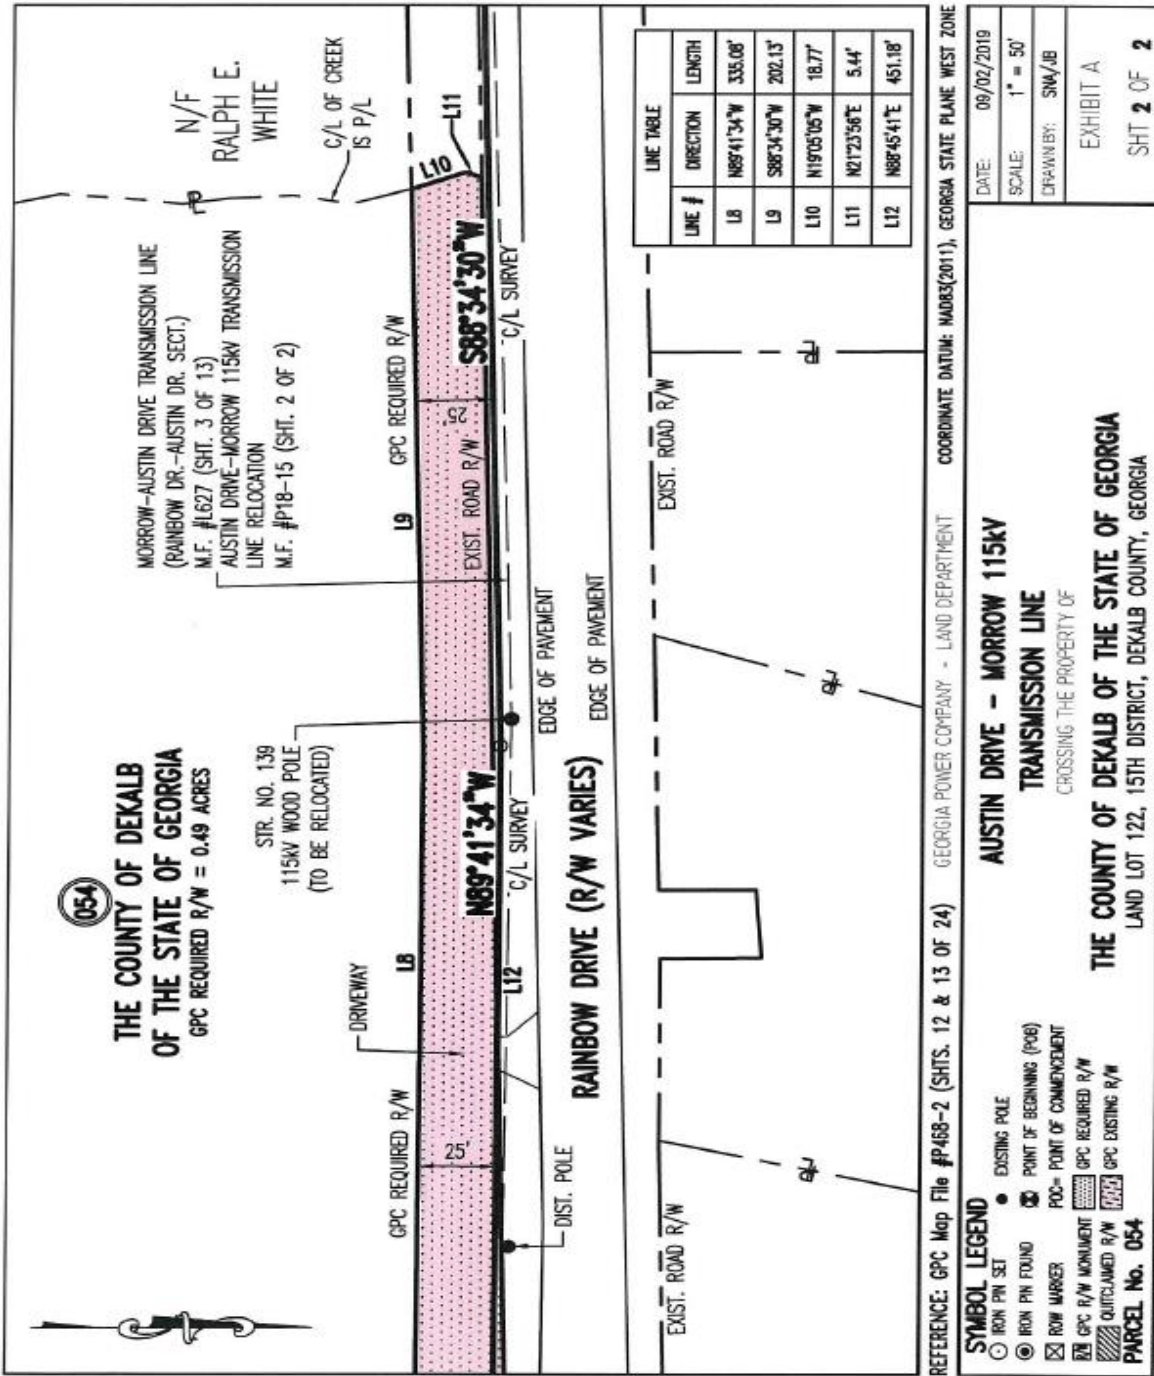 054
THE COUNTY OF DEKALB
OF THE STATE OF GEORGIA
GPC REQUIRED R/W = 0.49 ACRES
MORROW-AUSTIN DRIVE TRANSMISSION LINE
(RAINBOW DR.-AUSTIN DR. SECT.)
M.F. #L627 (SHT. 3 OF 13)
AUSTIN DRIVE-MORROW 115kV TRANSMISSION
LINE RELOCATION
M.F. #P18-15 (SHT. 2 OF 2)
N/F
RALPH E.
WHITE
C/L OF CREEK
IS P/L
STR. NO. 139
115kV WOOD POLE
(TO BE RELOCATED)
DRIVEWAY
GPC REQUIRED R/W
L8
L9
GPC REQUIRED R/W
L10
L11
25'
25'
EXIST. ROAD R/W
N89°41'34"W
S88°34'30"W
L12
C/L SURVEY
C/L SURVEY
DIST. POLE
EDGE OF PAVEMENT
RAINBOW DRIVE (R/W VARIES)
EDGE OF PAVEMENT
EXIST. ROAD R/W
EXIST. ROAD R/W
LINE TABLE
LINE # DIRECTION LENGTH
L8 N89°41'34"W 335.08'
L9 S88°34'30"W 202.13'
L10 N19°05'05"W 18.77'
L11 N21°23'56"E 5.44'
L12 N88°45'41"E 451.18'
REFERENCE: GPC Map File #P468-2 (SHTS. 12 & 13 OF 24) GEORGIA POWER COMPANY - LAND DEPARTMENT COORDINATE DATUM: NAD83(2011), GEORGIA STATE PLANE WEST ZONE
SYMBOL LEGEND
IRON PIN SET EXISTING POLE
IRON PIN FOUND POINT OF BEGINNING (POB)
ROW MARKER POC= POINT OF COMMENCEMENT
GPC R/W MONUMENT GPC REQUIRED R/W
QUITCLAIMED R/W GPC EXISTING R/W
PARCEL No. 054
AUSTIN DRIVE - MORROW 115kV
TRANSMISSION LINE
CROSSING THE PROPERTY OF
THE COUNTY OF DEKALB OF THE STATE OF GEORGIA
LAND LOT 122, 15TH DISTRICT, DEKALB COUNTY, GEORGIA
DATE: 09/02/2019
SCALE: 1" = 50'
DRAWN BY: SNA/JB
EXHIBIT A
SHT 2 OF 2